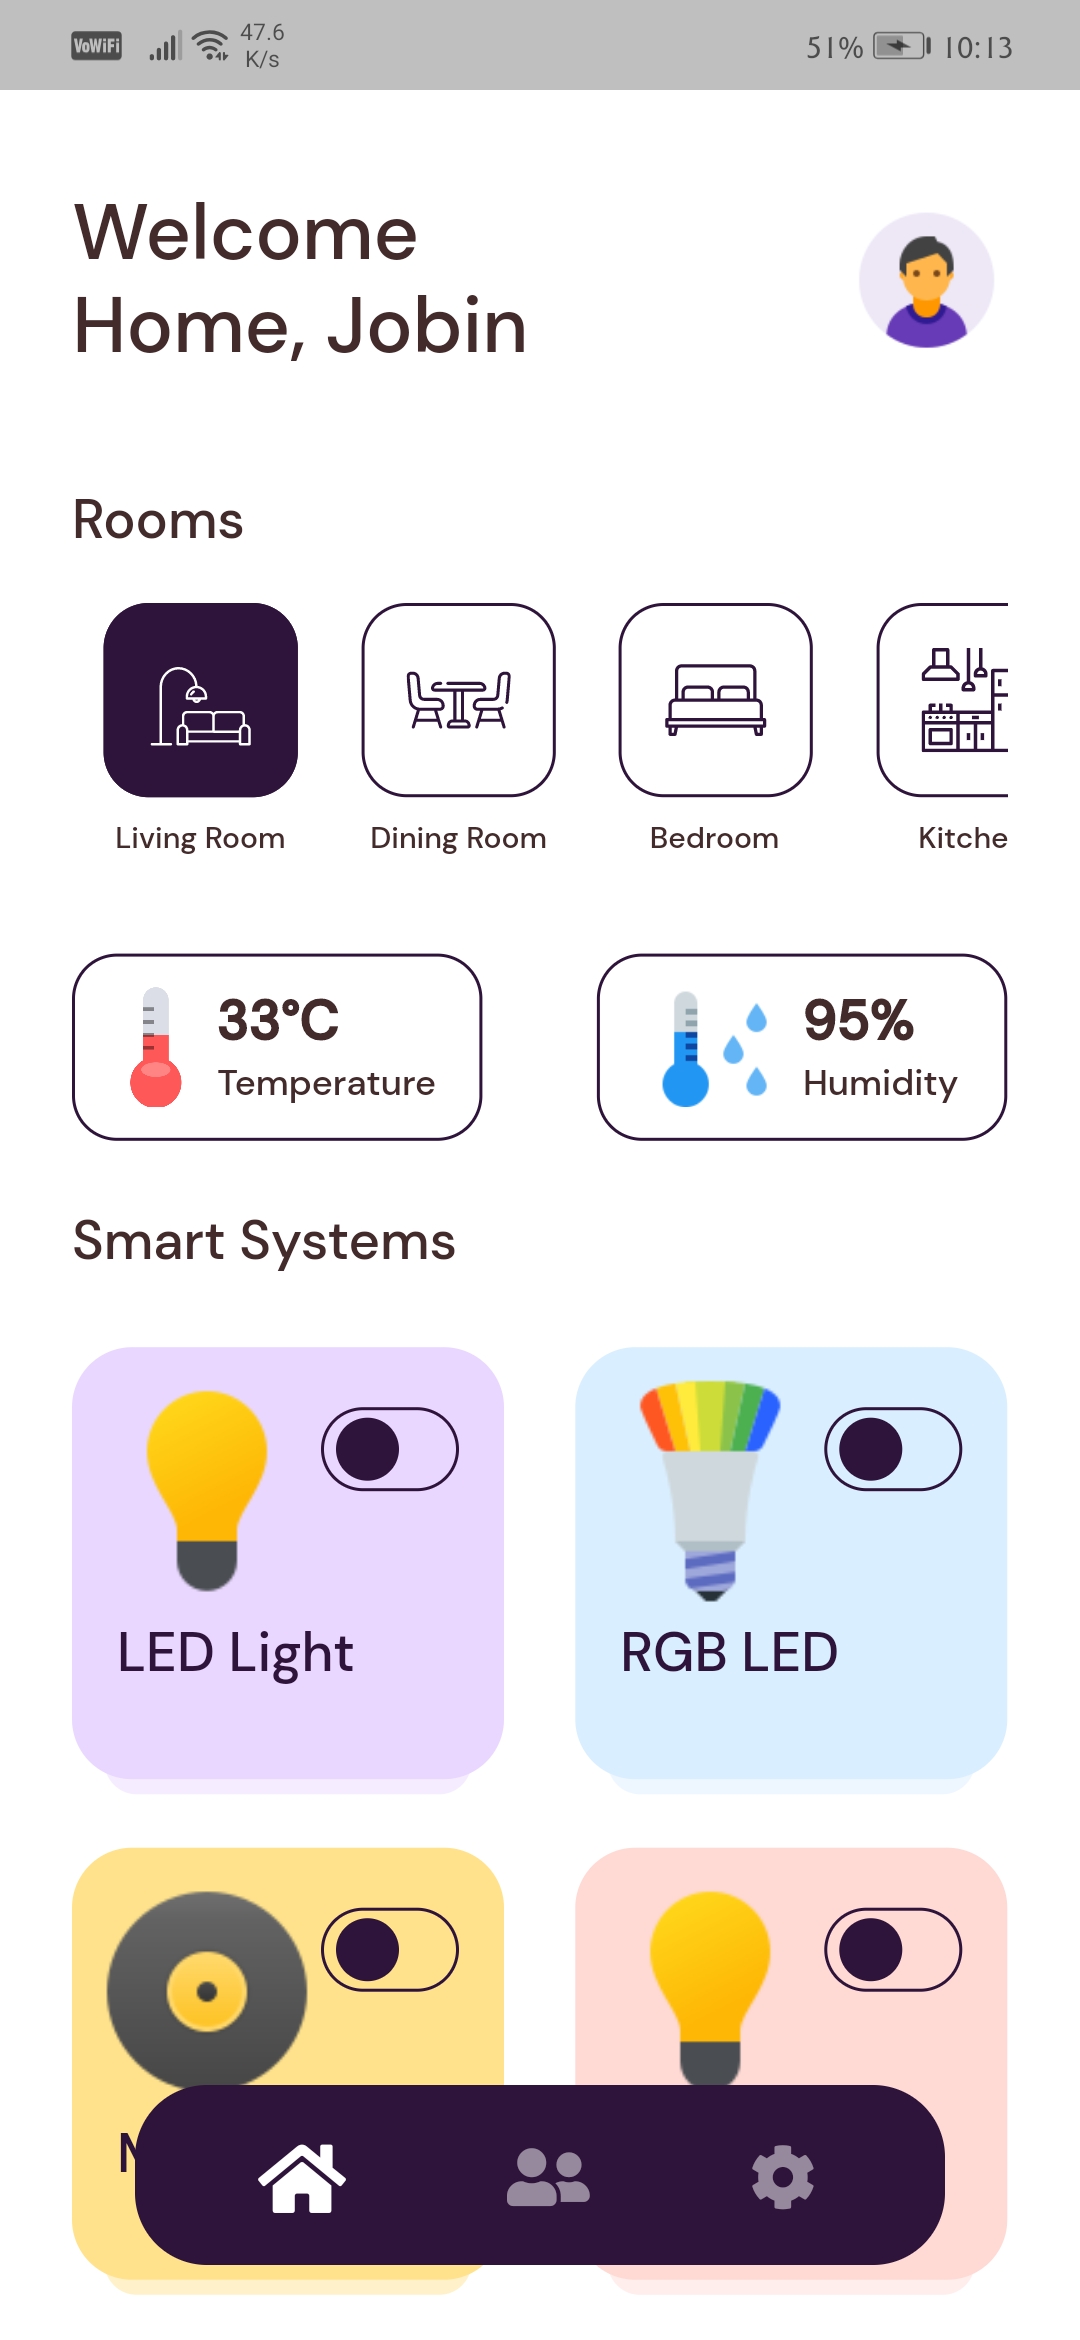 VoWiFi 47.6 K/s 51% 10:13
Welcome
Home, Jobin
Rooms
Living Room Dining Room Bedroom Kitche
33°C 95%
Temperature Humidity
Smart Systems
LED Light RGB LED